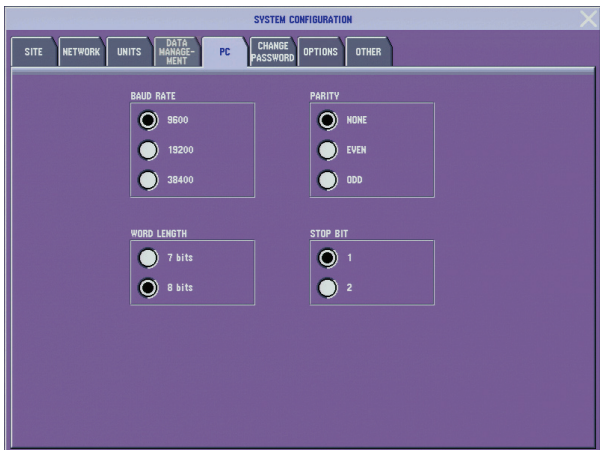 SYSTEM CONFIGURATION
SITE
NETWORK
UNITS
DATA
MANAGE-
MENT
PC
CHANGE
PASSWORD
OPTIONS
OTHER
BAUD RATE
9600
19200
38400
PARITY
NONE
EVEN
ODD
WORD LENGTH
7 bits
8 bits
STOP BIT
1
2